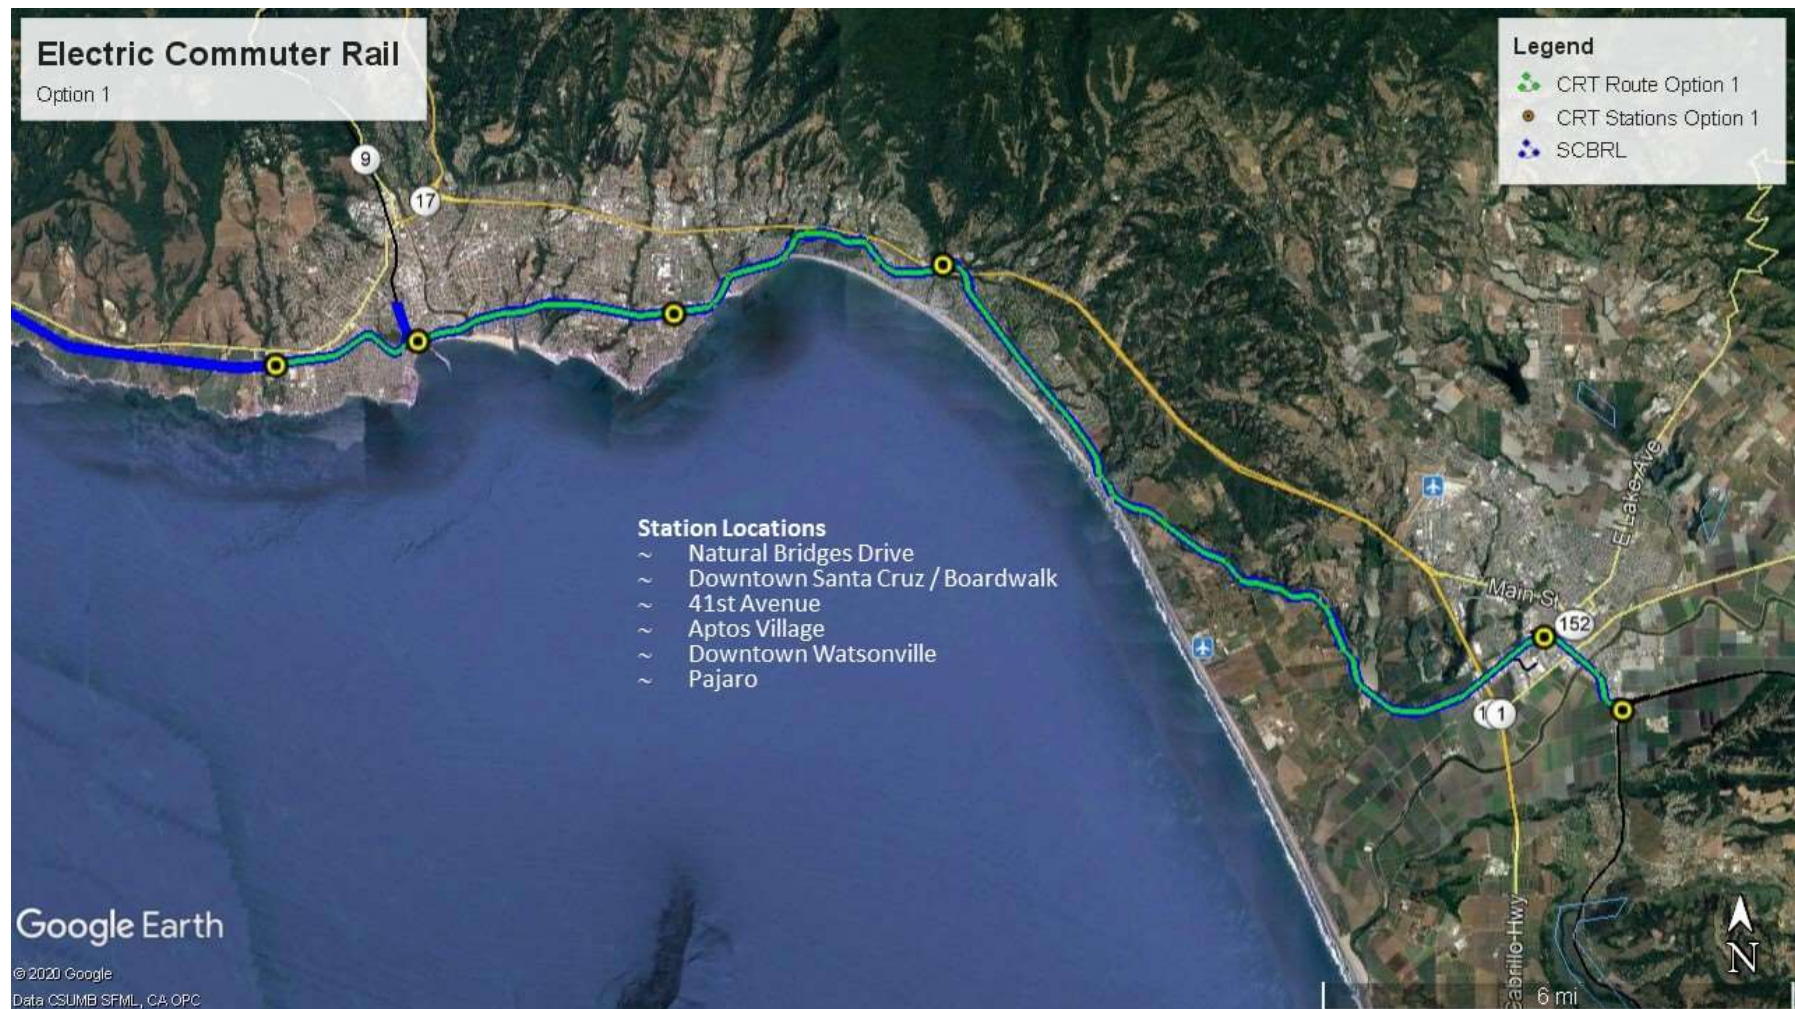 Electric Commuter Rail
Option 1
Legend
CRT Route Option 1
CRT Stations Option 1
SCBRL
9
17
Station Locations
~ Natural Bridges Drive
~ Downtown Santa Cruz / Boardwalk
~ 41st Avenue
~ Aptos Village
~ Downtown Watsonville
~ Pajaro
E Lake Ave
Main St
152
1
1
Cabrillo Hwy
Google Earth
© 2020 Google
Data CSUMB SFML, CA OPC
N
6 mi